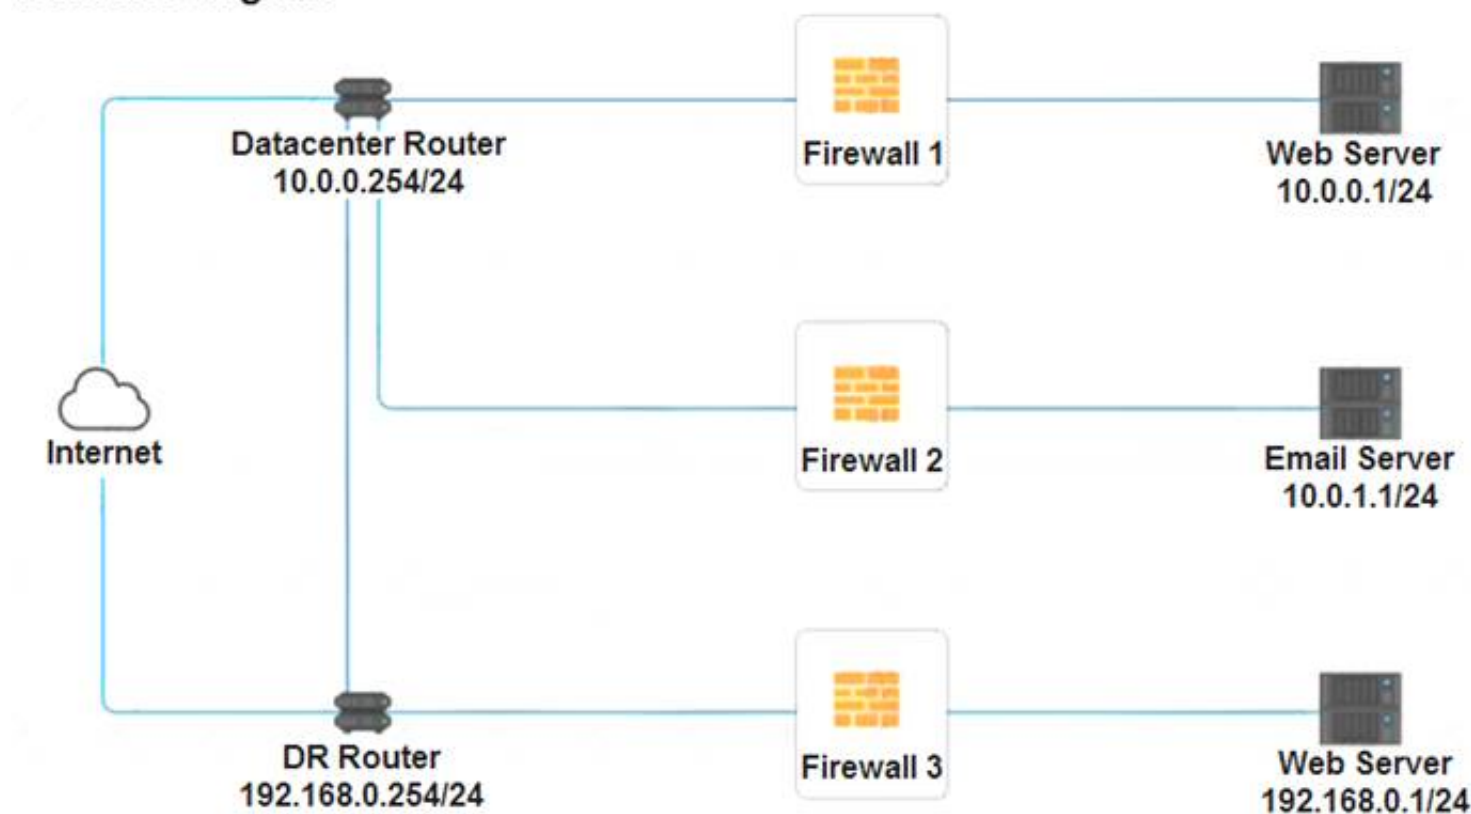 Datacenter Router
10.0.0.254/24
Firewall 1
Web Server
10.0.0.1/24
Internet
Firewall 2
Email Server
10.0.1.1/24
DR Router
192.168.0.254/24
Firewall 3
Web Server
192.168.0.1/24